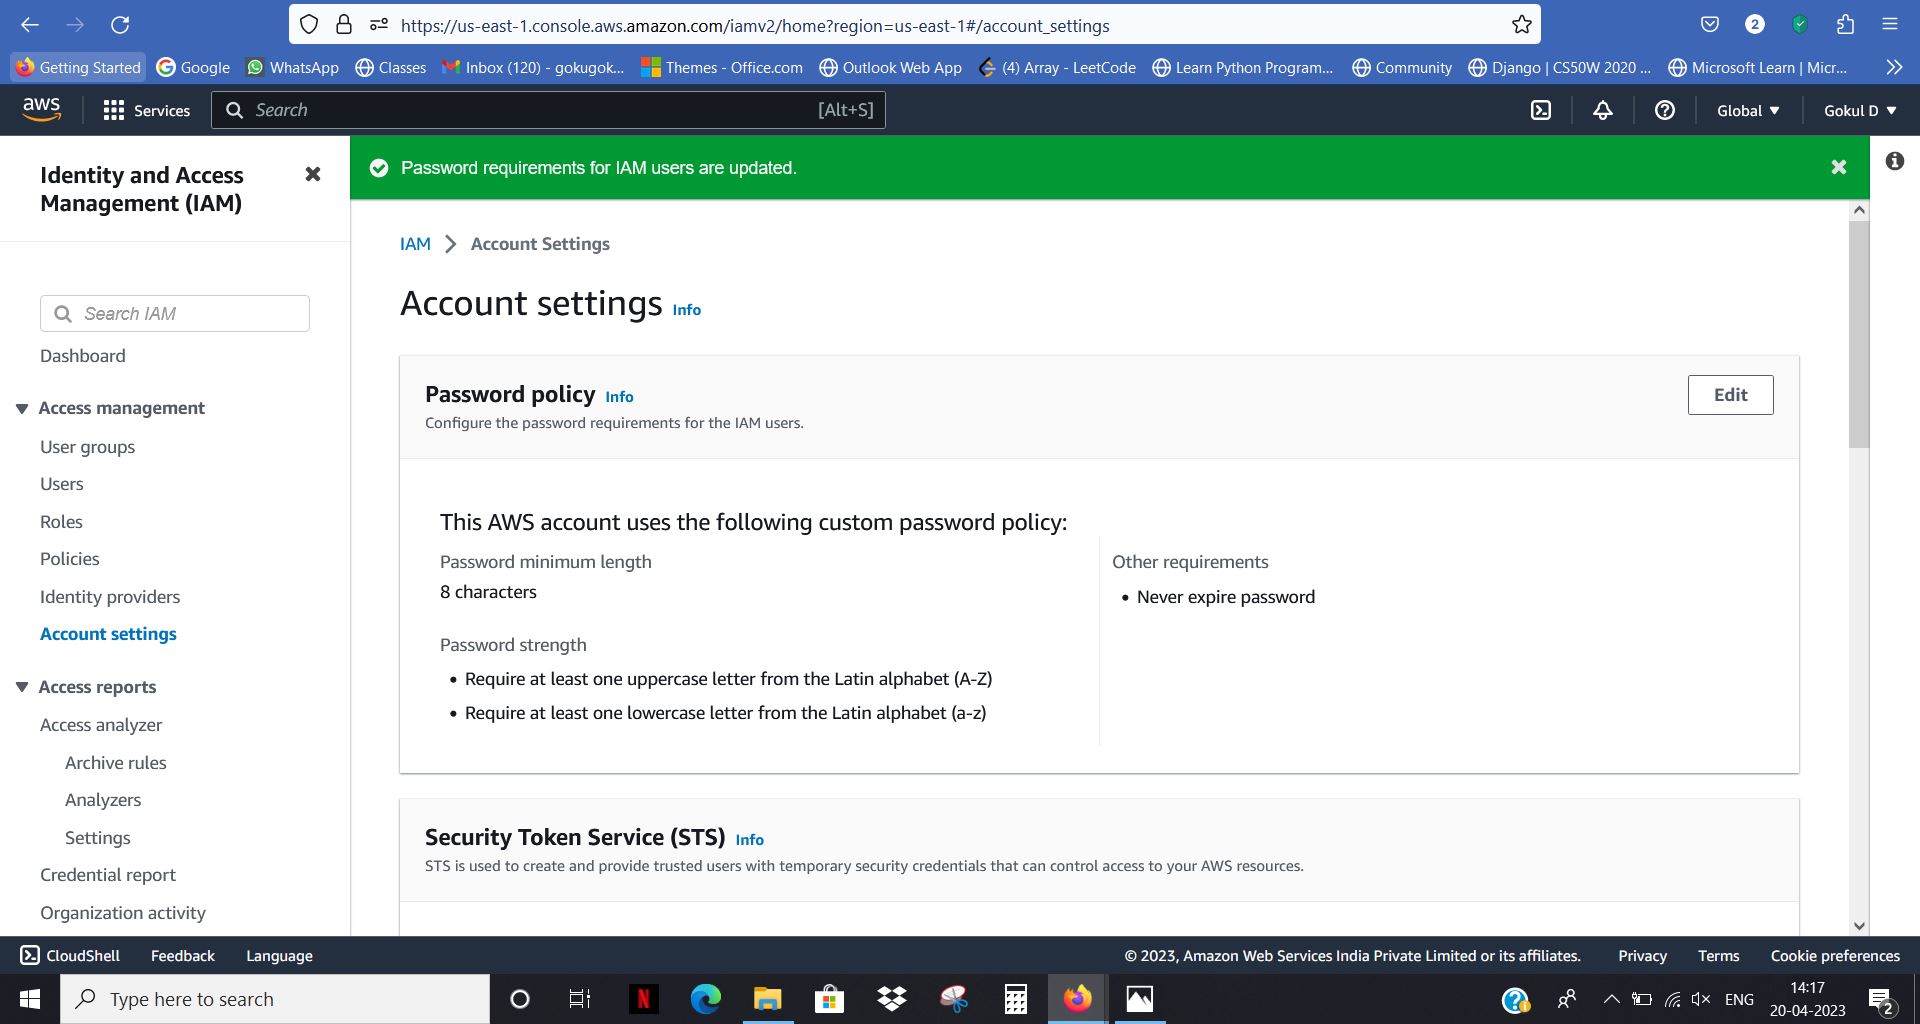 https://us-east-1.console.aws.amazon.com/iamv2/home?region=us-east-1#/account_settings
2
Getting Started Google WhatsApp Classes Inbox (120) - gokugok... Themes - Office.com Outlook Web App (4) Array - LeetCode Learn Python Program... Community Django | CS50W 2020 ... Microsoft Learn | Micr...
aws Services Search [Alt+S] Global Gokul D
Identity and Access
Management (IAM)
Search IAM
Dashboard
Access management
User groups
Users
Roles
Policies
Identity providers
Account settings
Access reports
Access analyzer
Archive rules
Analyzers
Settings
Credential report
Organization activity
Password requirements for IAM users are updated.
IAM Account Settings
Account settings Info
Password policy Info
Configure the password requirements for the IAM users.
Edit
This AWS account uses the following custom password policy:
Password minimum length
8 characters
Password strength
• Require at least one uppercase letter from the Latin alphabet (A-Z)
• Require at least one lowercase letter from the Latin alphabet (a-z)
Other requirements
• Never expire password
Security Token Service (STS) Info
STS is used to create and provide trusted users with temporary security credentials that can control access to your AWS resources.
CloudShell Feedback Language © 2023, Amazon Web Services India Private Limited or its affiliates. Privacy Terms Cookie preferences
Type here to search
N
ENG
14:17
20-04-2023
2